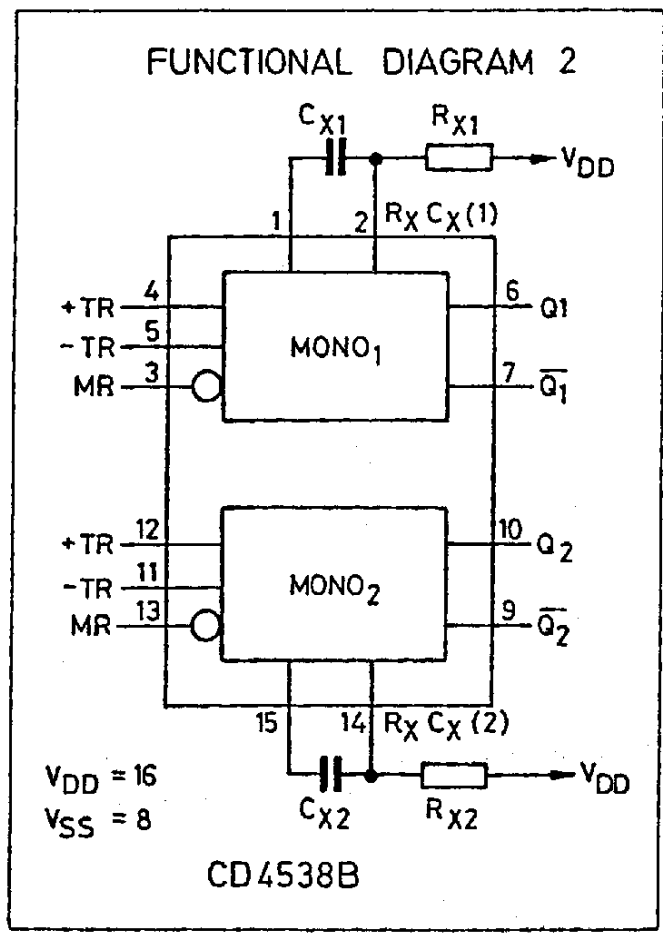 FUNCTIONAL DIAGRAM 2
CX1 RX1
VDD
1 2 RX CX (1)
+TR 4 6 Q1
-TR 5 MONO1
MR 3 7 Q̅1
+TR 12 10 Q2
-TR 11 MONO2
MR 13 9 Q̅2
15 14 RX CX (2)
VDD = 16 VDD
CX2 RX2
VSS = 8
CD4538B